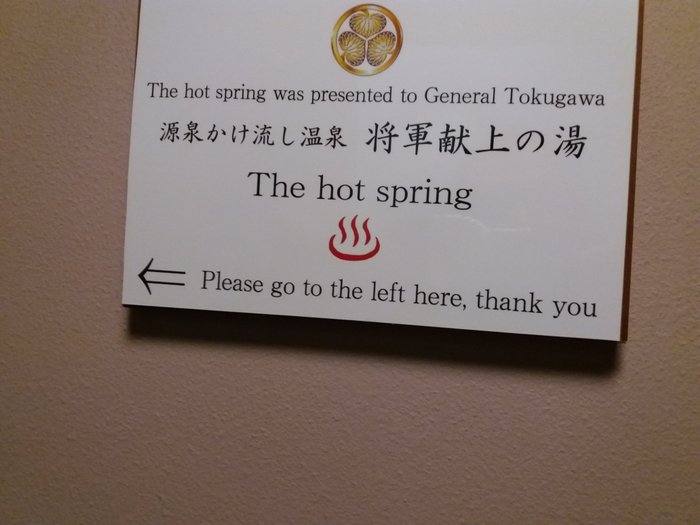 The hot spring was presented to General Tokugawa
源泉かけ流し温泉 将軍献上の湯
The hot spring
Please go to the left here, thank you